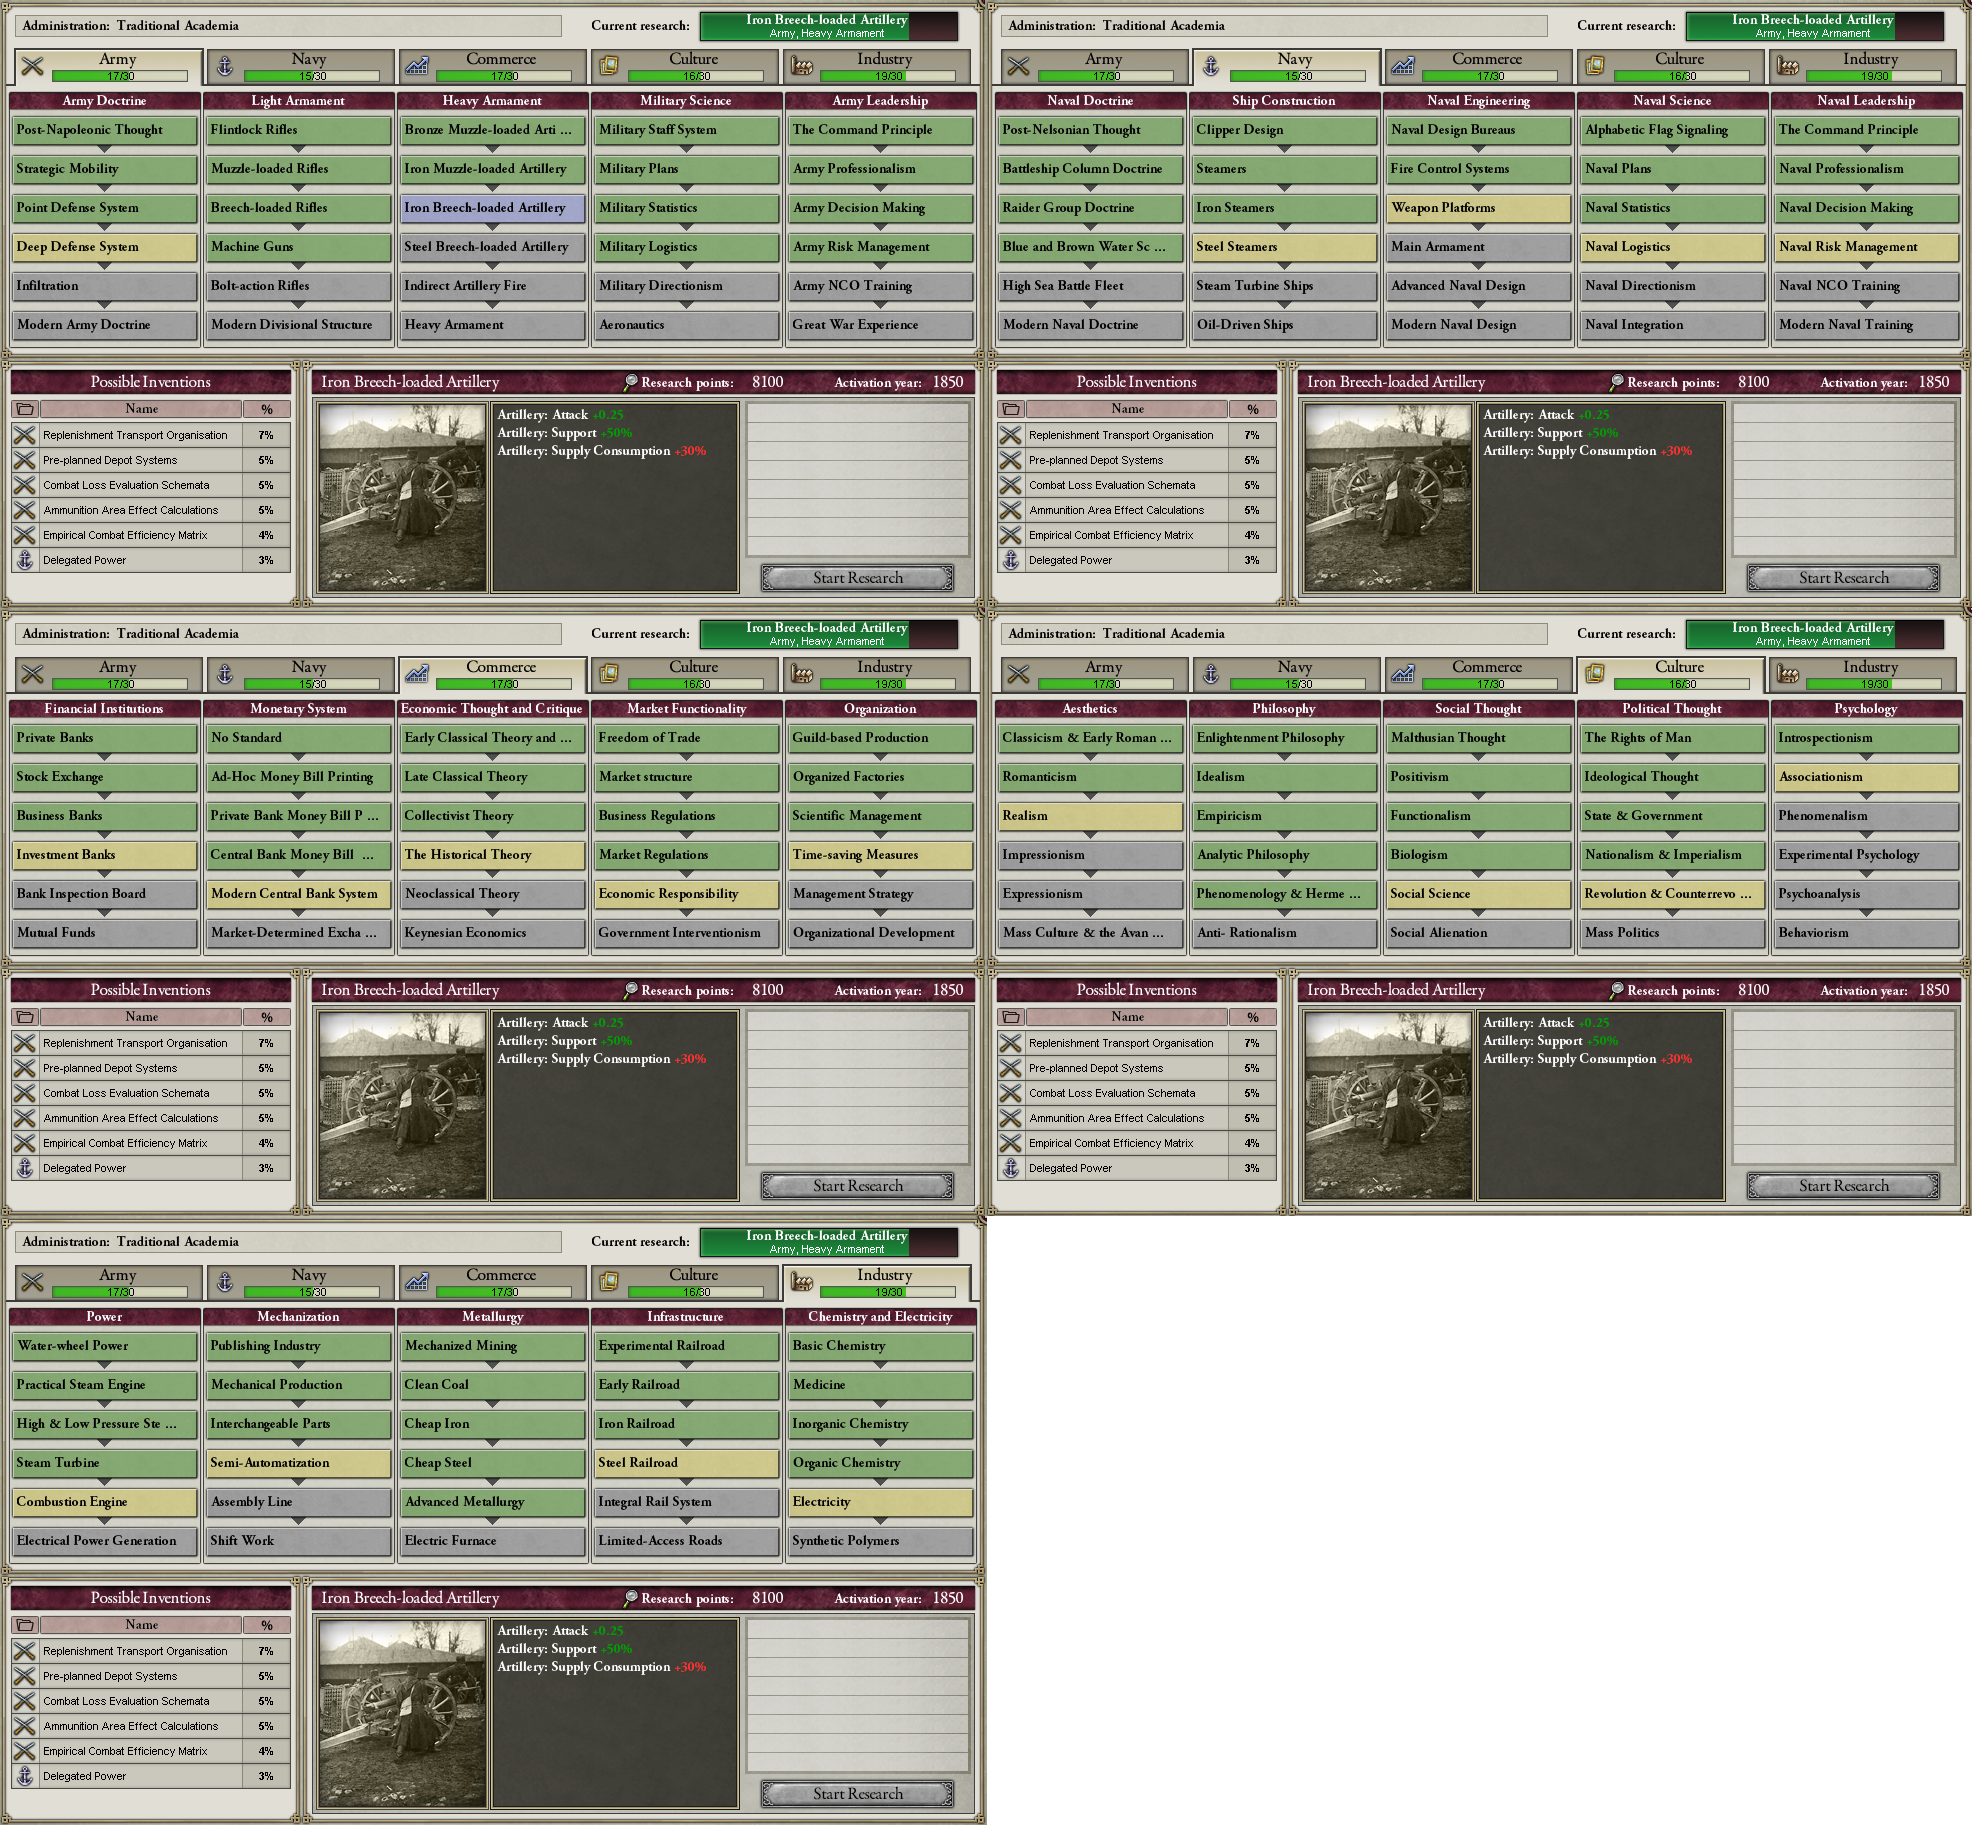 Administration: Traditional Academia
Current research:
Iron Breech-loaded Artillery
Army, Heavy Armament
Army
17/30
Navy
15/30
Commerce
17/30
Culture
16/30
Industry
19/30
Army Doctrine
Post-Napoleonic Thought
Strategic Mobility
Point Defense System
Deep Defense System
Infiltration
Modern Army Doctrine
Light Armament
Flintlock Rifles
Muzzle-loaded Rifles
Breech-loaded Rifles
Machine Guns
Bolt-action Rifles
Modern Divisional Structure
Heavy Armament
Bronze Muzzle-loaded Arti ...
Iron Muzzle-loaded Artillery
Iron Breech-loaded Artillery
Steel Breech-loaded Artillery
Indirect Artillery Fire
Heavy Armament
Military Science
Military Staff System
Military Plans
Military Statistics
Military Logistics
Military Directionism
Aeronautics
Army Leadership
The Command Principle
Army Professionalism
Army Decision Making
Army Risk Management
Army NCO Training
Great War Experience
Possible Inventions
Name %
Replenishment Transport Organisation 7%
Pre-planned Depot Systems 5%
Combat Loss Evaluation Schemata 5%
Ammunition Area Effect Calculations 5%
Empirical Combat Efficiency Matrix 4%
Delegated Power 3%
Iron Breech-loaded Artillery
Research points: 8100
Activation year: 1850
Artillery: Attack +0.25
Artillery: Support +50%
Artillery: Supply Consumption +30%
Start Research
Administration: Traditional Academia
Current research:
Iron Breech-loaded Artillery
Army, Heavy Armament
Army
17/30
Navy
15/30
Commerce
17/30
Culture
16/30
Industry
19/30
Naval Doctrine
Post-Nelsonian Thought
Battleship Column Doctrine
Raider Group Doctrine
Blue and Brown Water Sc ...
High Sea Battle Fleet
Modern Naval Doctrine
Ship Construction
Clipper Design
Steamers
Iron Steamers
Steel Steamers
Steam Turbine Ships
Oil-Driven Ships
Naval Engineering
Naval Design Bureaus
Fire Control Systems
Weapon Platforms
Main Armament
Advanced Naval Design
Modern Naval Design
Naval Science
Alphabetic Flag Signaling
Naval Plans
Naval Statistics
Naval Logistics
Naval Directionism
Naval Integration
Naval Leadership
The Command Principle
Naval Professionalism
Naval Decision Making
Naval Risk Management
Naval NCO Training
Modern Naval Training
Possible Inventions
Name %
Replenishment Transport Organisation 7%
Pre-planned Depot Systems 5%
Combat Loss Evaluation Schemata 5%
Ammunition Area Effect Calculations 5%
Empirical Combat Efficiency Matrix 4%
Delegated Power 3%
Iron Breech-loaded Artillery
Research points: 8100
Activation year: 1850
Artillery: Attack +0.25
Artillery: Support +50%
Artillery: Supply Consumption +30%
Start Research
Administration: Traditional Academia
Current research:
Iron Breech-loaded Artillery
Army, Heavy Armament
Army
17/30
Navy
15/30
Commerce
17/30
Culture
16/30
Industry
19/30
Financial Institutions
Private Banks
Stock Exchange
Business Banks
Investment Banks
Bank Inspection Board
Mutual Funds
Monetary System
No Standard
Ad-Hoc Money Bill Printing
Private Bank Money Bill P ...
Central Bank Money Bill ...
Modern Central Bank System
Market-Determined Excha ...
Economic Thought and Critique
Early Classical Theory and ...
Late Classical Theory
Collectivist Theory
The Historical Theory
Neoclassical Theory
Keynesian Economics
Market Functionality
Freedom of Trade
Market structure
Business Regulations
Market Regulations
Economic Responsibility
Government Interventionism
Organization
Guild-based Production
Organized Factories
Scientific Management
Time-saving Measures
Management Strategy
Organizational Development
Possible Inventions
Name %
Replenishment Transport Organisation 7%
Pre-planned Depot Systems 5%
Combat Loss Evaluation Schemata 5%
Ammunition Area Effect Calculations 5%
Empirical Combat Efficiency Matrix 4%
Delegated Power 3%
Iron Breech-loaded Artillery
Research points: 8100
Activation year: 1850
Artillery: Attack +0.25
Artillery: Support +50%
Artillery: Supply Consumption +30%
Start Research
Administration: Traditional Academia
Current research:
Iron Breech-loaded Artillery
Army, Heavy Armament
Army
17/30
Navy
15/30
Commerce
17/30
Culture
16/30
Industry
19/30
Aesthetics
Classicism & Early Roman ...
Romanticism
Realism
Impressionism
Expressionism
Mass Culture & the Avan ...
Philosophy
Enlightenment Philosophy
Idealism
Empiricism
Analytic Philosophy
Phenomenology & Herme ...
Anti- Rationalism
Social Thought
Malthusian Thought
Positivism
Functionalism
Biologism
Social Science
Social Alienation
Political Thought
The Rights of Man
Ideological Thought
State & Government
Nationalism & Imperialism
Revolution & Counterrevo ...
Mass Politics
Psychology
Introspectionism
Associationism
Phenomenalism
Experimental Psychology
Psychoanalysis
Behaviorism
Possible Inventions
Name %
Replenishment Transport Organisation 7%
Pre-planned Depot Systems 5%
Combat Loss Evaluation Schemata 5%
Ammunition Area Effect Calculations 5%
Empirical Combat Efficiency Matrix 4%
Delegated Power 3%
Iron Breech-loaded Artillery
Research points: 8100
Activation year: 1850
Artillery: Attack +0.25
Artillery: Support +50%
Artillery: Supply Consumption +30%
Start Research
Administration: Traditional Academia
Current research:
Iron Breech-loaded Artillery
Army, Heavy Armament
Army
17/30
Navy
15/30
Commerce
17/30
Culture
16/30
Industry
19/30
Power
Water-wheel Power
Practical Steam Engine
High & Low Pressure Ste ...
Steam Turbine
Combustion Engine
Electrical Power Generation
Mechanization
Publishing Industry
Mechanical Production
Interchangeable Parts
Semi-Automatization
Assembly Line
Shift Work
Metallurgy
Mechanized Mining
Clean Coal
Cheap Iron
Cheap Steel
Advanced Metallurgy
Electric Furnace
Infrastructure
Experimental Railroad
Early Railroad
Iron Railroad
Steel Railroad
Integral Rail System
Limited-Access Roads
Chemistry and Electricity
Basic Chemistry
Medicine
Inorganic Chemistry
Organic Chemistry
Electricity
Synthetic Polymers
Possible Inventions
Name %
Replenishment Transport Organisation 7%
Pre-planned Depot Systems 5%
Combat Loss Evaluation Schemata 5%
Ammunition Area Effect Calculations 5%
Empirical Combat Efficiency Matrix 4%
Delegated Power 3%
Iron Breech-loaded Artillery
Research points: 8100
Activation year: 1850
Artillery: Attack +0.25
Artillery: Support +50%
Artillery: Supply Consumption +30%
Start Research